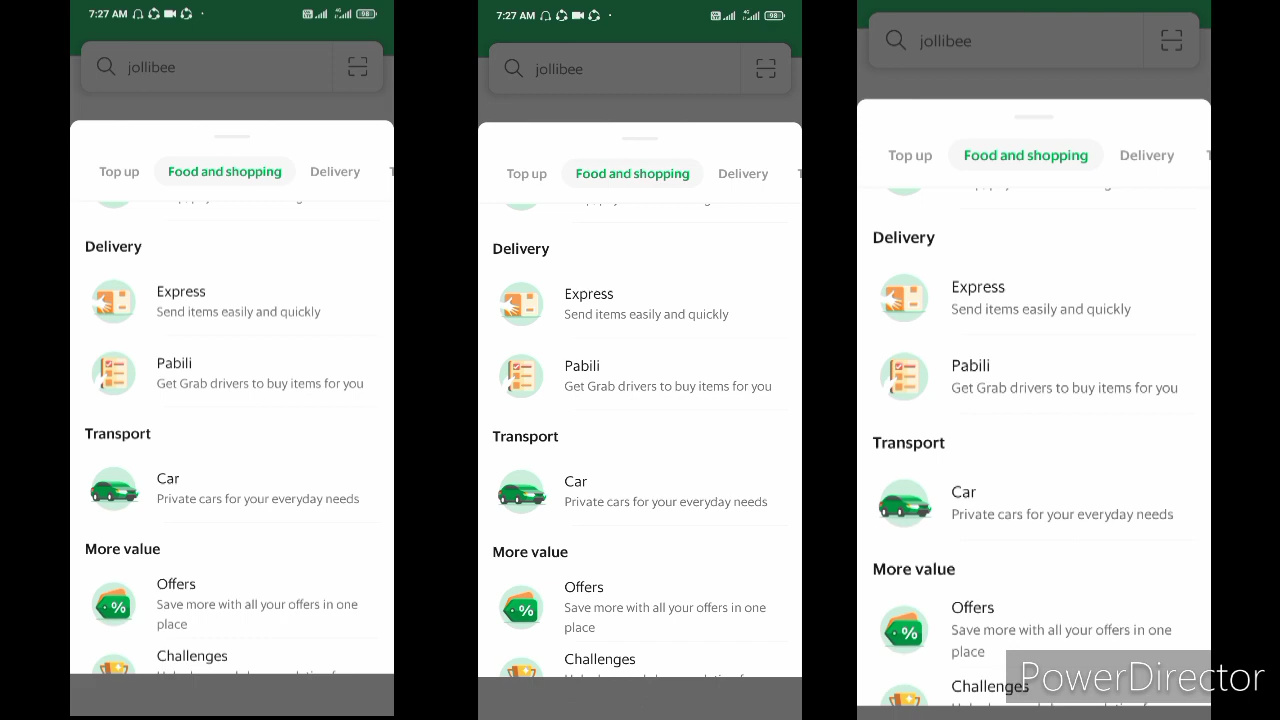 7:27 AM
98
jollibee
Top up
Food and shopping
Delivery
Delivery
Express
Send items easily and quickly
Pabili
Get Grab drivers to buy items for you
Transport
Car
Private cars for your everyday needs
More value
Offers
Save more with all your offers in one
place
Challenges
7:27 AM
98
jollibee
Top up
Food and shopping
Delivery
Delivery
Express
Send items easily and quickly
Pabili
Get Grab drivers to buy items for you
Transport
Car
Private cars for your everyday needs
More value
Offers
Save more with all your offers in one
place
Challenges
jollibee
Top up
Food and shopping
Delivery
Delivery
Express
Send items easily and quickly
Pabili
Get Grab drivers to buy items for you
Transport
Car
Private cars for your everyday needs
More value
Offers
Save more with all your offers in one
place
Challenges
PowerDirector